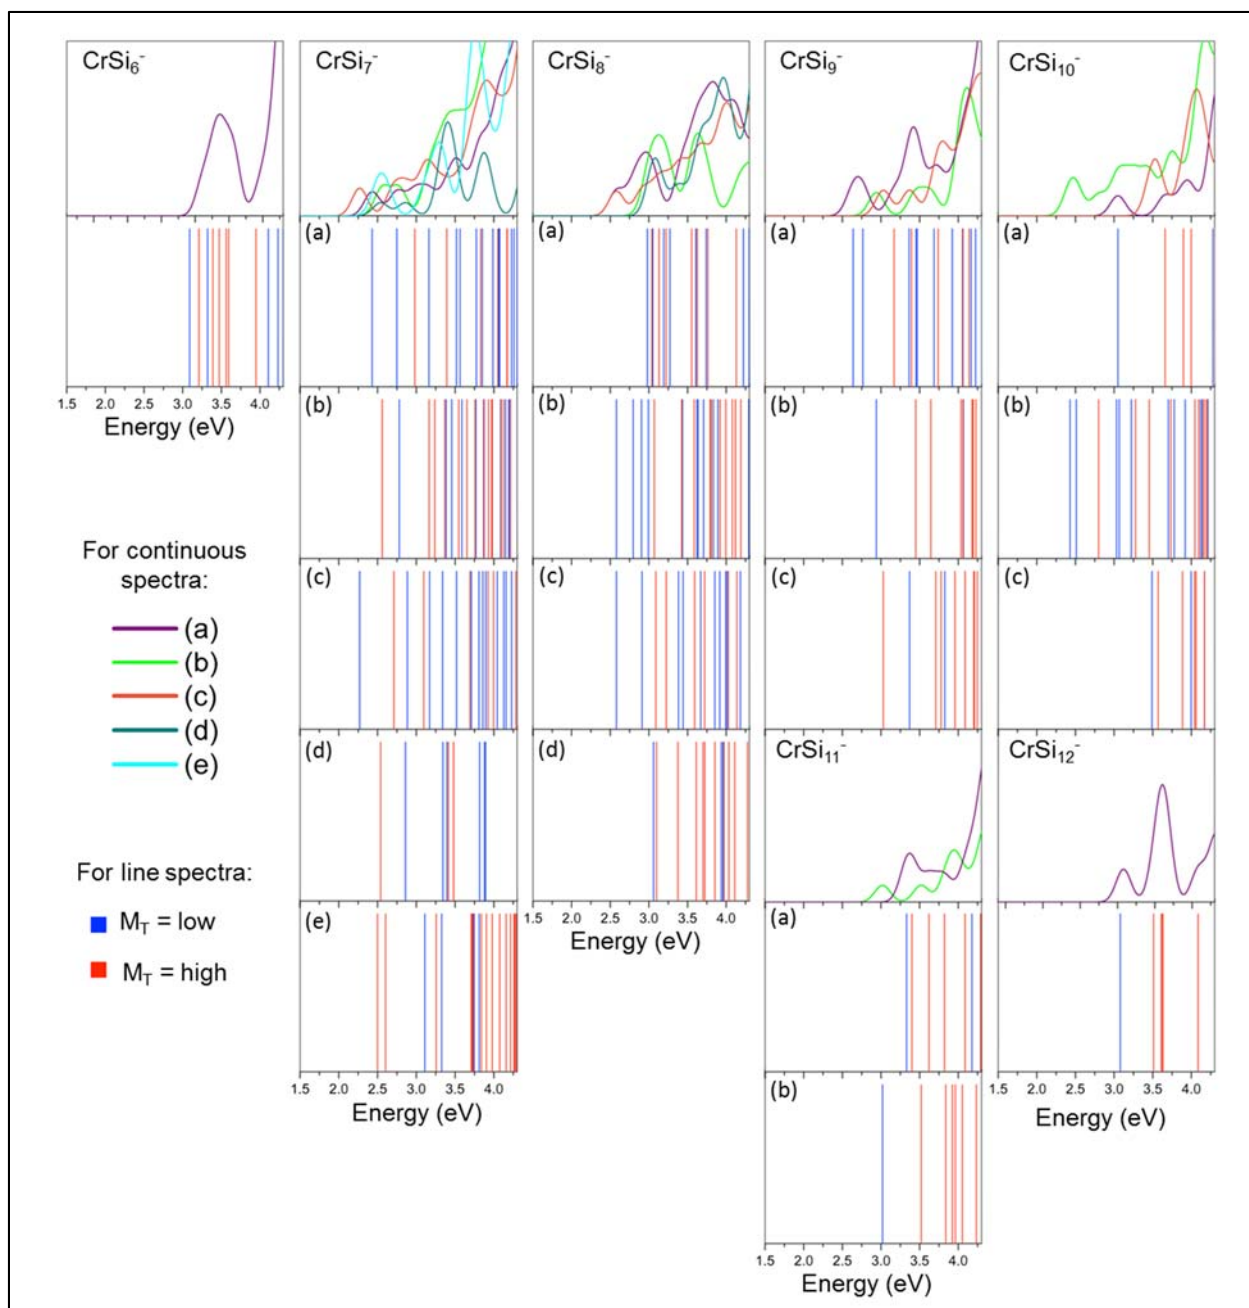 CrSi6- CrSi7- CrSi8- CrSi9- CrSi10-
(a) (a) (a) (a)
1.5 2.0 2.5 3.0 3.5 4.0
Energy (eV)
(b) (b) (b) (b)
For continuous
spectra:
(a)
(b)
(c)
(d)
(e)
(c) (c) (c) (c)
(d) (d) CrSi11- CrSi12-
For line spectra:
MT = low
MT = high
1.5 2.0 2.5 3.0 3.5 4.0
Energy (eV)
(e) (a)
1.5 2.0 2.5 3.0 3.5 4.0 1.5 2.0 2.5 3.0 3.5 4.0
Energy (eV) Energy (eV)
(b)
1.5 2.0 2.5 3.0 3.5 4.0
Energy (eV)